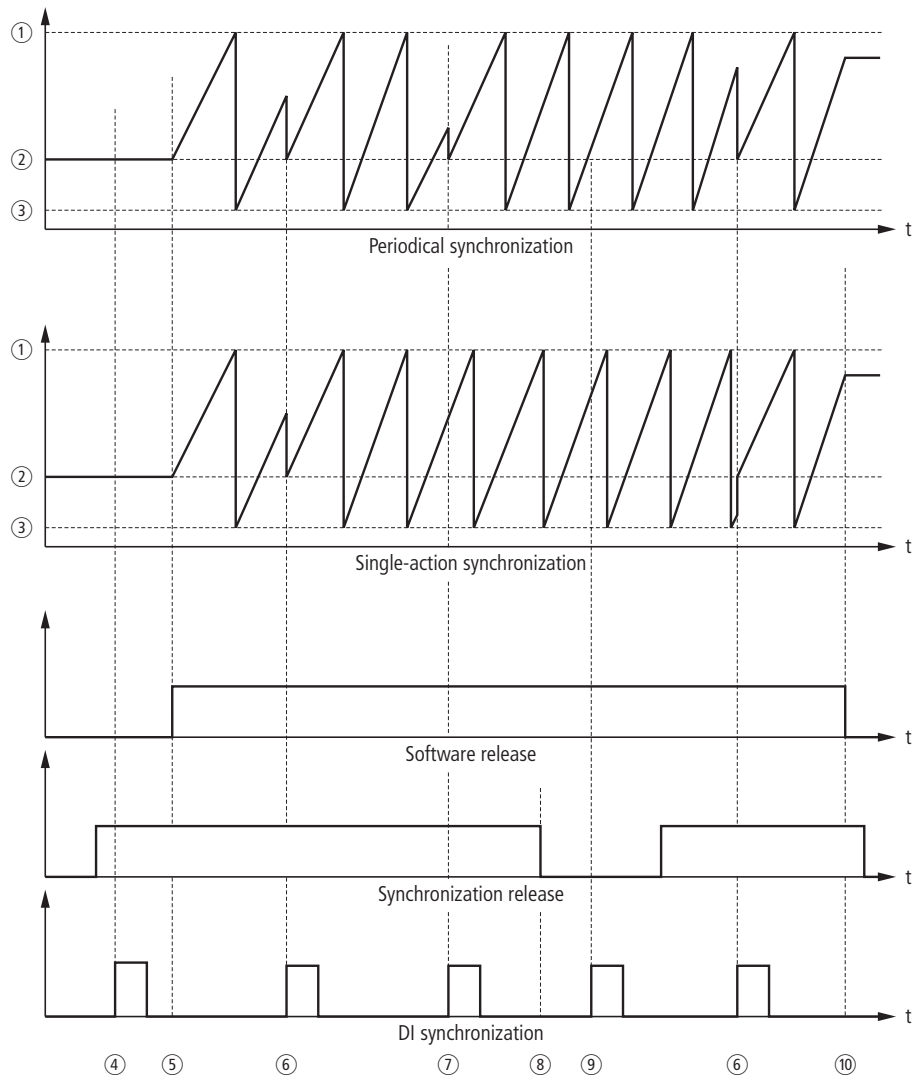 ①
②
③
t
Periodical synchronization
①
②
③
t
Single-action synchronization
t
Software release
t
Synchronization release
t
DI synchronization
④ ⑤ ⑥ ⑦ ⑧ ⑨ ⑥ ⑩